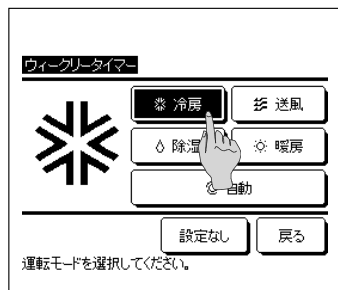 ウィークリータイマー
冷房 送風
除湿 暖房
自動
設定なし 戻る
運転モードを選択してください。